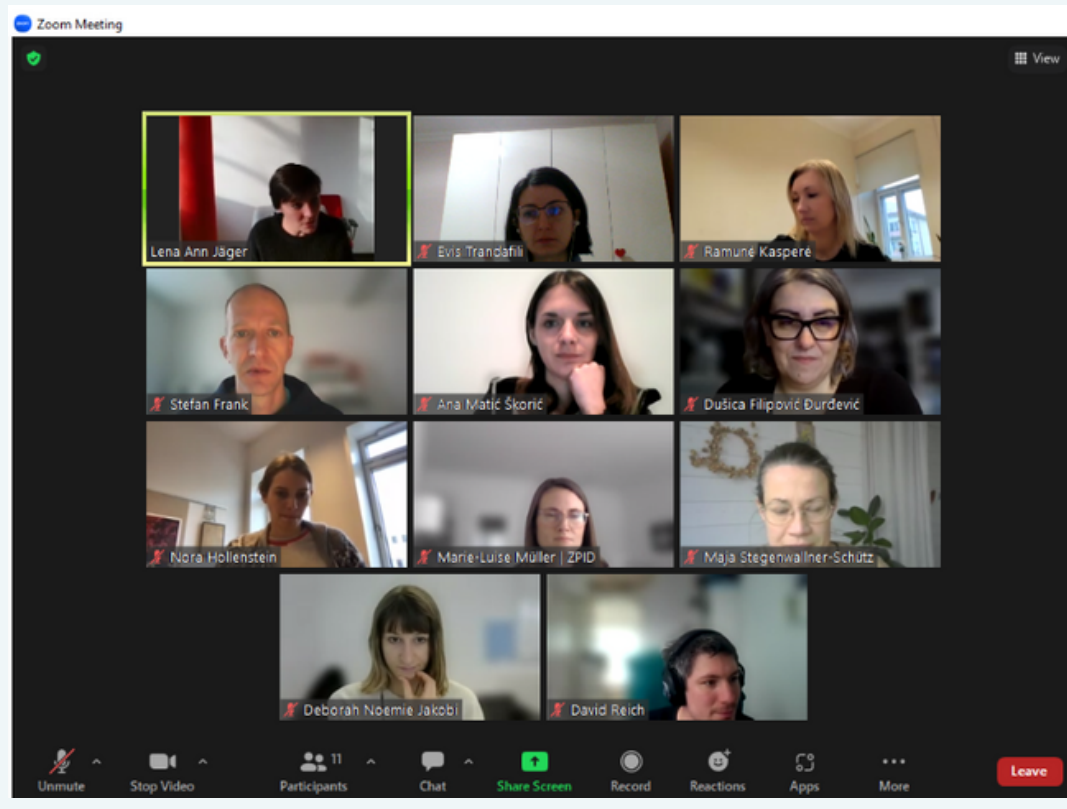 zoom Zoom Meeting
View
Lena Ann Jäger
Evis Trandafili
Ramunė Kasperė
Stefan Frank
Ana Matić Škorić
Dušica Filipović Đurđević
Nora Hollenstein
Marie-Luise Müller | ZPID
Maja Stegenwallner-Schütz
Deborah Noemie Jakobi
David Reich
11
Unmute Stop Video Participants Chat Share Screen Record Reactions Apps More Leave